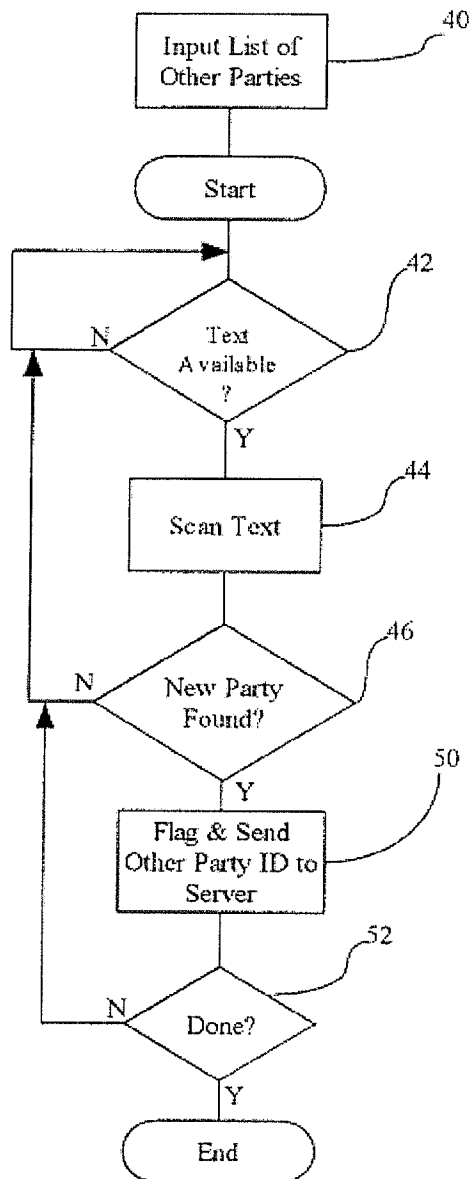 40
Input List of
Other Parties
Start
42
N
Text
Available
?
Y
44
Scan Text
46
N
New Party
Found?
Y
50
Flag & Send
Other Party ID to
Server
52
N
Done?
Y
End